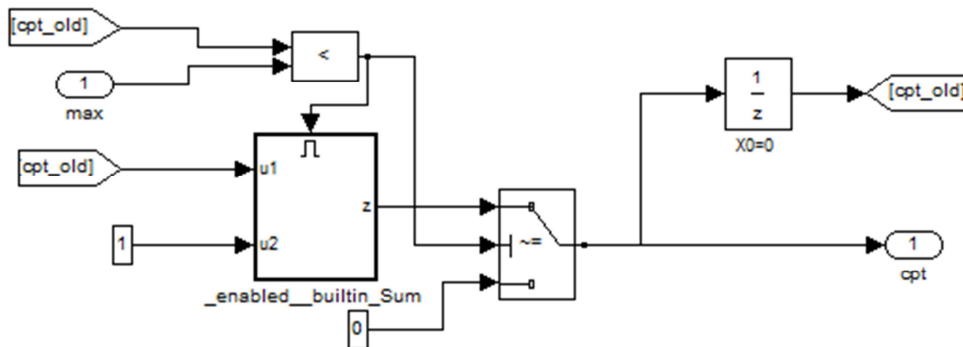 [cpt_old]
<
1
max
[cpt_old]
1
u1
u2
z
_enabled__builtin_Sum
0
~=
1
z
X0=0
[cpt_old]
1
cpt